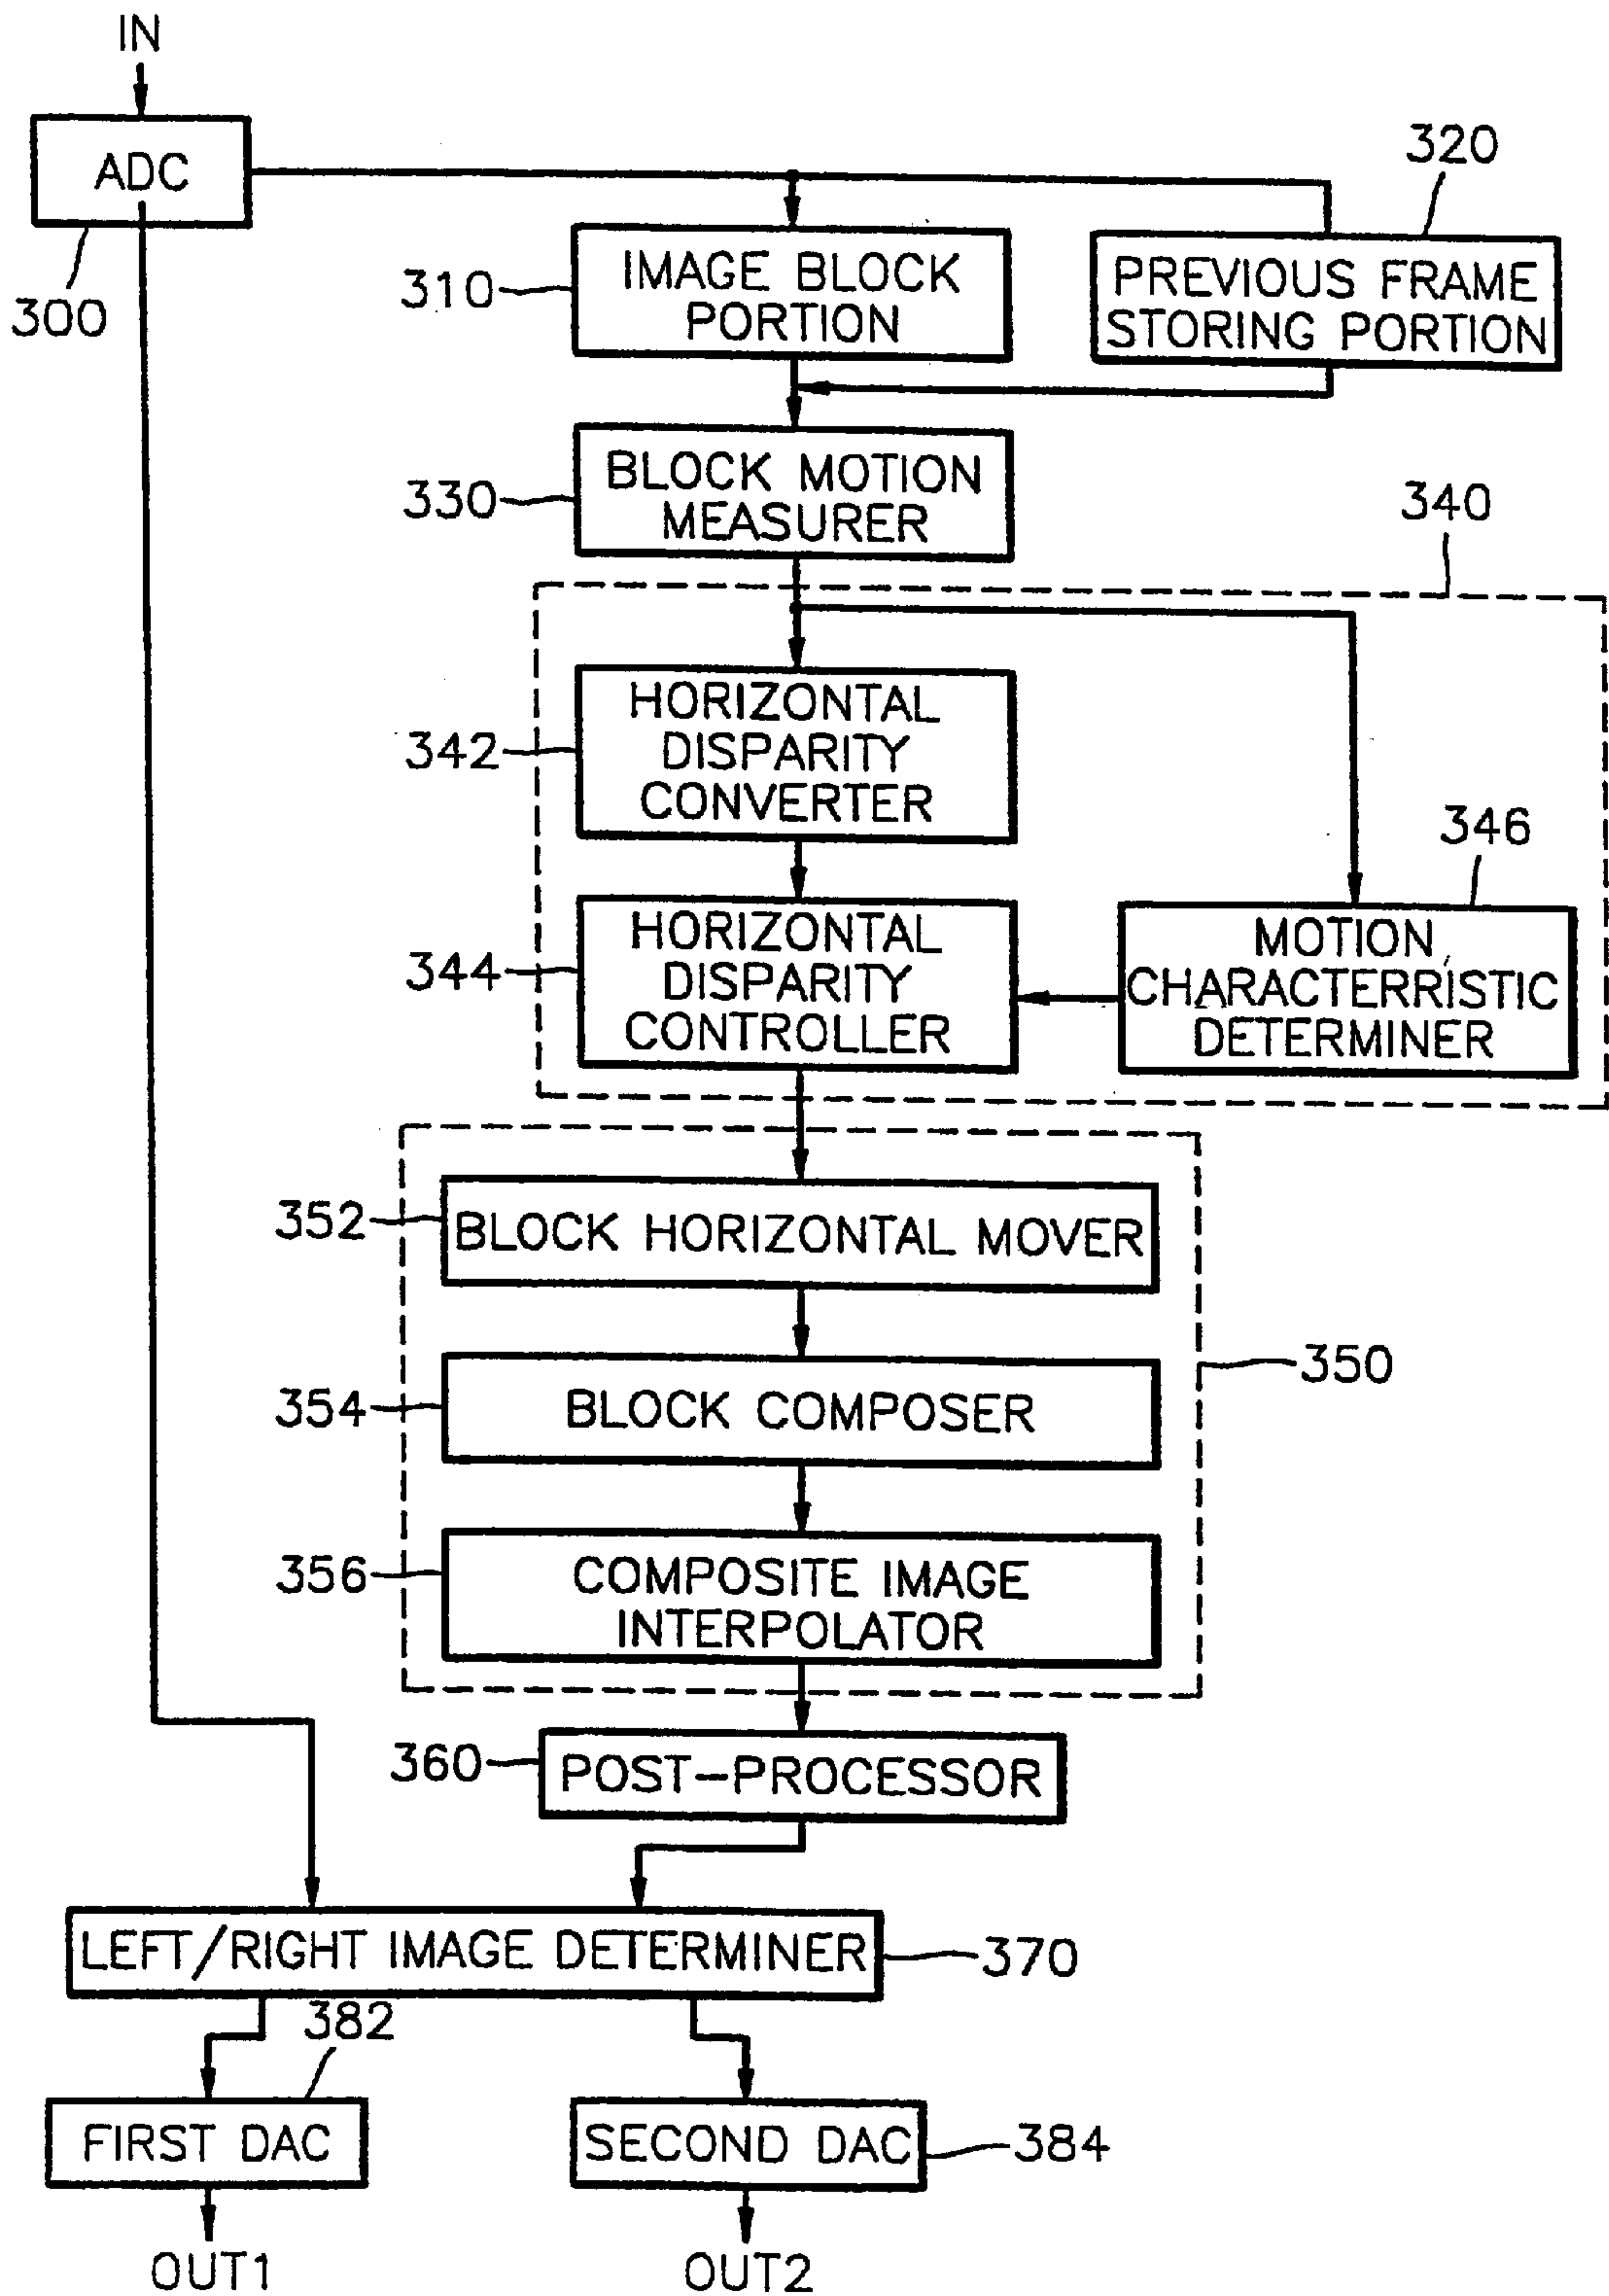 IN
ADC
300
320
310
IMAGE BLOCK
PORTION
PREVIOUS FRAME
STORING PORTION
330
BLOCK MOTION
MEASURER
340
342
HORIZONTAL
DISPARITY
CONVERTER
346
344
HORIZONTAL
DISPARITY
CONTROLLER
MOTION
CHARACTERRISTIC
DETERMINER
352
BLOCK HORIZONTAL MOVER
350
354
BLOCK COMPOSER
356
COMPOSITE IMAGE
INTERPOLATOR
360
POST-PROCESSOR
LEFT/RIGHT IMAGE DETERMINER
370
382
FIRST DAC
SECOND DAC
384
OUT1
OUT2